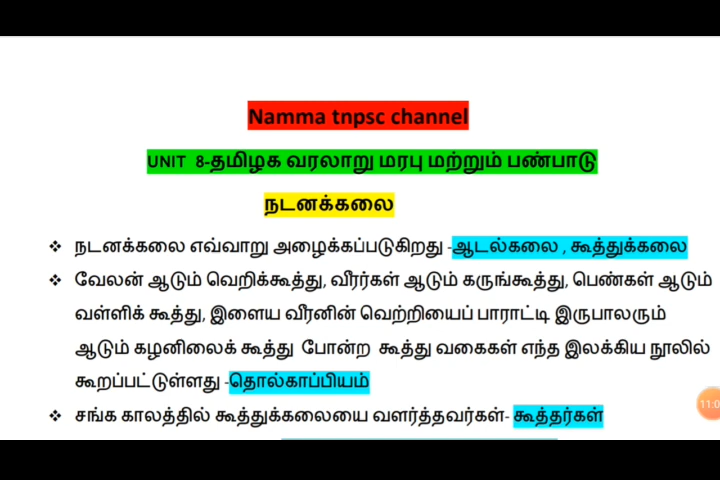 Namma tnpsc channel
UNIT 8-தமிழக வரலாறு மரபு மற்றும் பண்பாடு
நடனக்கலை
❖ நடனக்கலை எவ்வாறு அழைக்கப்படுகிறது -ஆடல்கலை , கூத்துக்கலை
❖ வேலன் ஆடும் வெறிக்கூத்து, வீரர்கள் ஆடும் கருங்கூத்து, பெண்கள் ஆடும்
வள்ளிக் கூத்து, இளைய வீரனின் வெற்றியைப் பாராட்டி இருபாலரும்
ஆடும் கழனிலைக் கூத்து போன்ற கூத்து வகைகள் எந்த இலக்கிய நூலில்
கூறப்பட்டுள்ளது -தொல்காப்பியம்
❖ சங்க காலத்தில் கூத்துக்கலையை வளர்த்தவர்கள்- கூத்தர்கள்
11:0